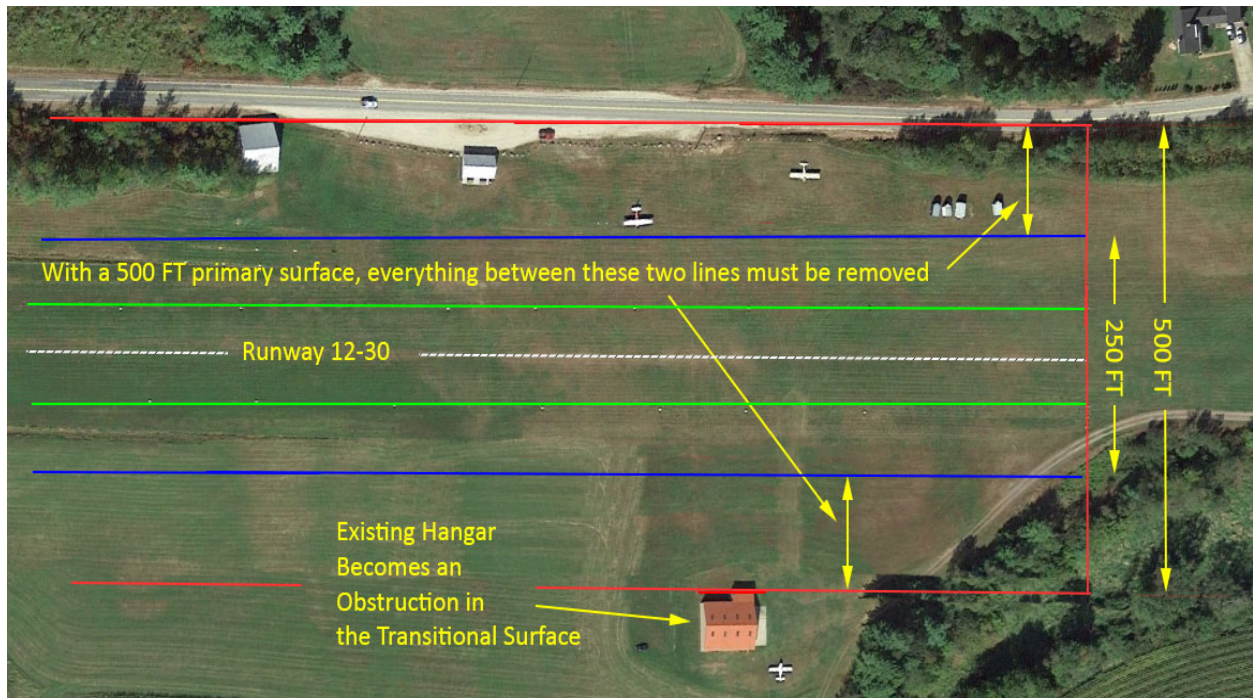 With a 500 FT primary surface, everything between these two lines must be removed
Runway 12-30
250 FT
500 FT
Existing Hangar
Becomes an
Obstruction in
the Transitional Surface